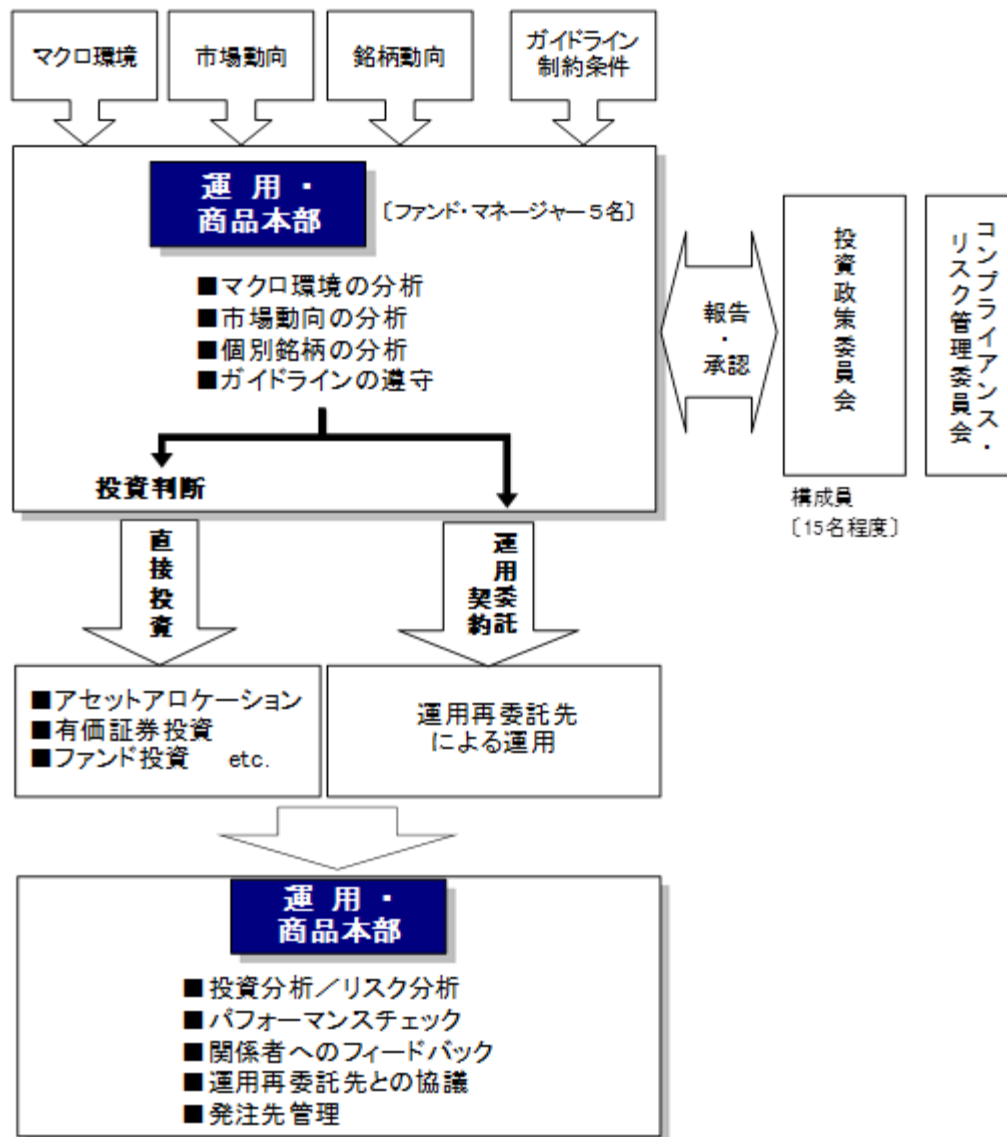 マクロ環境
市場動向
銘柄動向
ガイドライン
制約条件
運 用 ・
商品本部
〔ファンド・マネージャー５名〕
■マクロ環境の分析
■市場動向の分析
■個別銘柄の分析
■ガイドラインの遵守
投資判断
報告
・
承認
投資政策委員会
コンプライアンス・
リスク管理委員会
構成員
〔15名程度〕
直接投資
運用委託
契約
■アセットアロケーション
■有価証券投資
■ファンド投資 etc.
運用再委託先
による運用
運 用 ・
商品本部
■投資分析／リスク分析
■パフォーマンスチェック
■関係者へのフィードバック
■運用再委託先との協議
■発注先管理